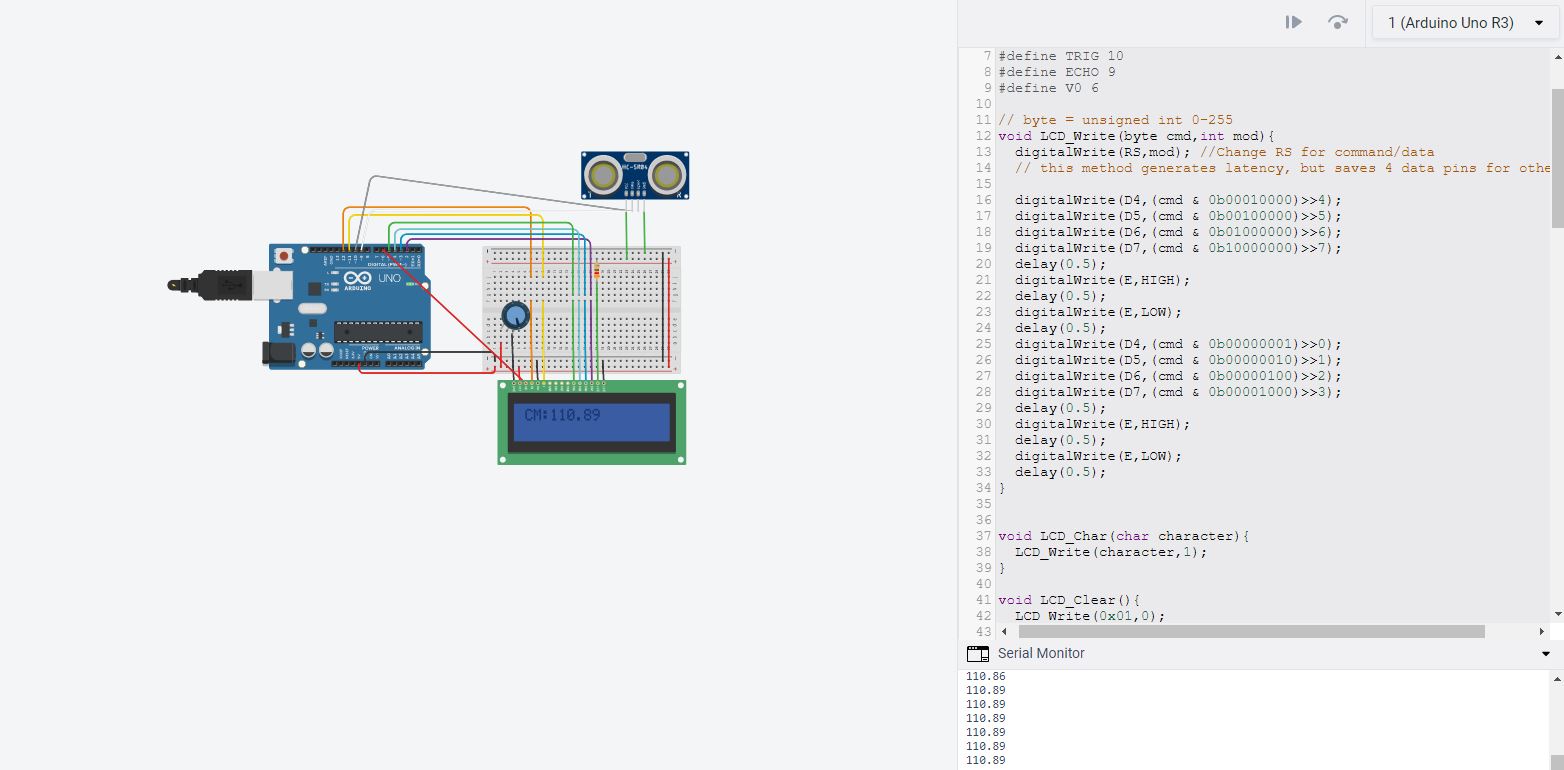 1 (Arduino Uno R3)
7 #define TRIG 10
8 #define ECHO 9
9 #define V0 6
10
11 // byte = unsigned int 0-255
12 void LCD_Write(byte cmd,int mod){
13   digitalWrite(RS,mod); //Change RS for command/data
14   // this method generates latency, but saves 4 data pins for othe
15
16   digitalWrite(D4,(cmd & 0b00010000)>>4);
17   digitalWrite(D5,(cmd & 0b00100000)>>5);
18   digitalWrite(D6,(cmd & 0b01000000)>>6);
19   digitalWrite(D7,(cmd & 0b10000000)>>7);
20   delay(0.5);
21   digitalWrite(E,HIGH);
22   delay(0.5);
23   digitalWrite(E,LOW);
24   delay(0.5);
25   digitalWrite(D4,(cmd & 0b00000001)>>0);
26   digitalWrite(D5,(cmd & 0b00000010)>>1);
27   digitalWrite(D6,(cmd & 0b00000100)>>2);
28   digitalWrite(D7,(cmd & 0b00001000)>>3);
29   delay(0.5);
30   digitalWrite(E,HIGH);
31   delay(0.5);
32   digitalWrite(E,LOW);
33   delay(0.5);
34 }
35
36
37 void LCD_Char(char character){
38   LCD_Write(character,1);
39 }
40
41 void LCD_Clear(){
42   LCD_Write(0x01,0);
43
Serial Monitor
110.86
110.89
110.89
110.89
110.89
110.89
110.89
HC-SR04
UNO
ARDUINO
POWER
ANALOG IN
CM:110.89